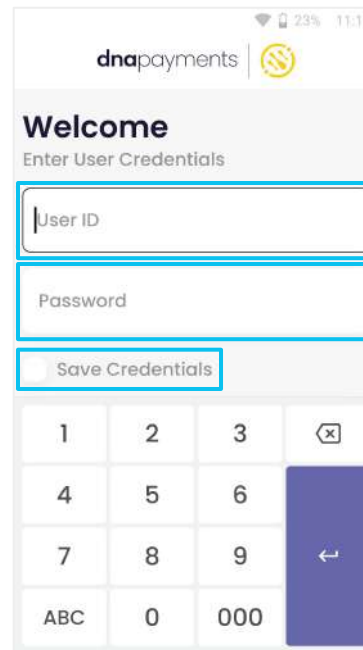 23% 11:1
dnapayments
Welcome
Enter User Credentials
User ID
Password
Save Credentials
1 2 3
4 5 6
7 8 9
ABC 0 000